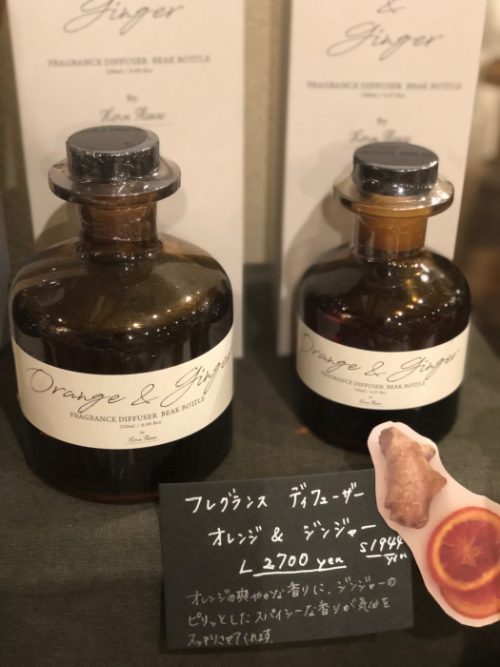 Ginger
FRAGRANCE DIFFUSER BEAK BOTTLE
By
&
Ginger
FRAGRANCE DIFFUSER BEAK BOTTLE
By
Orange & Ginger
FRAGRANCE DIFFUSER BEAK BOTTLE
By
Orange & Ginger
FRAGRANCE DIFFUSER BEAK BOTTLE
フレグランス ディフューザー
オレンジ & ジンジャー
L 2700 yen
S 1944 yen
オレンジの爽やかな香りに、ジンジャーの
ピリッとしたスパイシーな香りが気分を
スッキリさせてくれます。